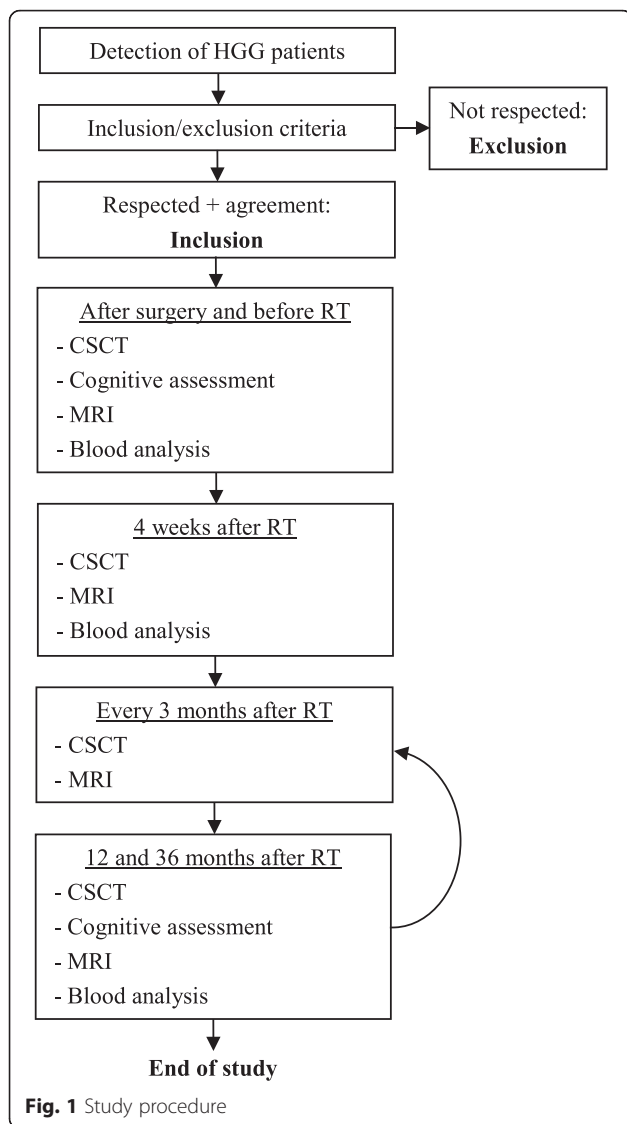 Detection of HGG patients
Inclusion/exclusion criteria
Not respected:
Exclusion
Respected + agreement:
Inclusion
After surgery and before RT
- CSCT
- Cognitive assessment
- MRI
- Blood analysis
4 weeks after RT
- CSCT
- MRI
- Blood analysis
Every 3 months after RT
- CSCT
- MRI
12 and 36 months after RT
- CSCT
- Cognitive assessment
- MRI
- Blood analysis
End of study
Fig. 1 Study procedure